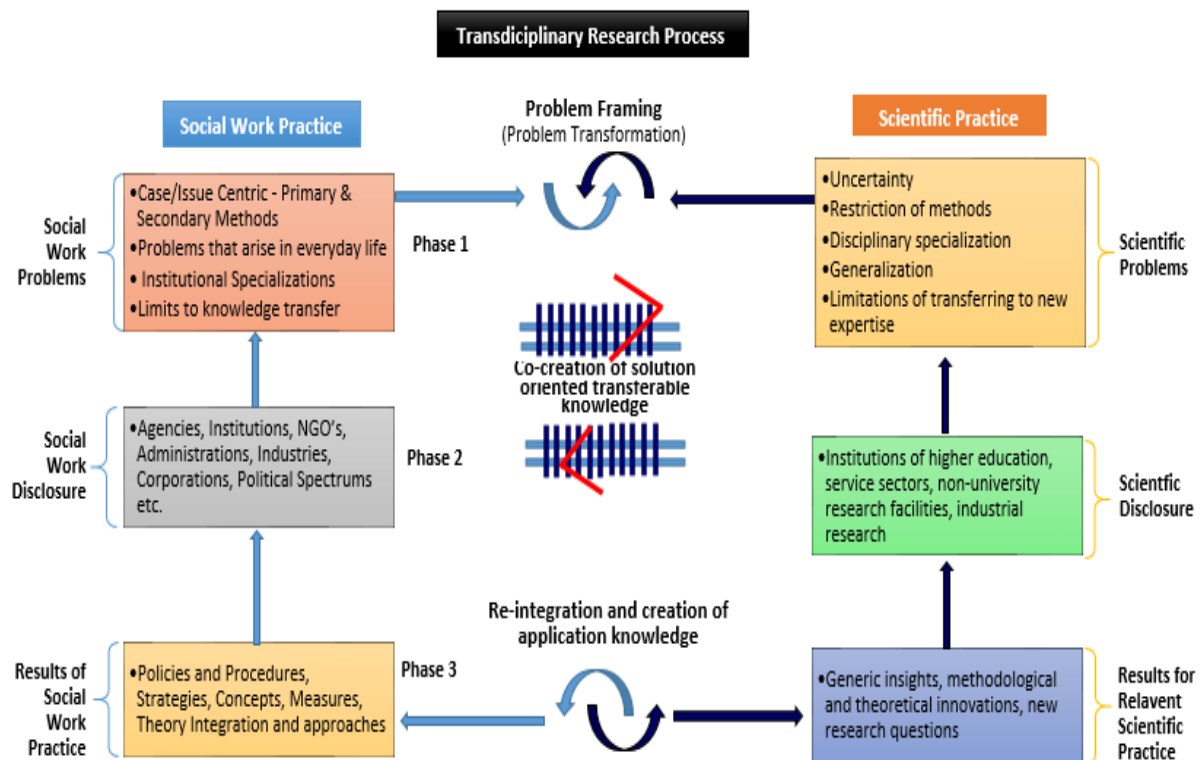 Transdiciplinary Research Process
Social Work Practice
Problem Framing
(Problem Transformation)
Scientific Practice
Social
Work
Problems
•Case/Issue Centric - Primary &
Secondary Methods
•Problems that arise in everyday life
• Institutional Specializations
•Limits to knowledge transfer
Phase 1
•Uncertainty
•Restriction of methods
•Disciplinary specialization
•Generalization
•Limitations of transferring to new
expertise
Scientific
Problems
Co-creation of solution
oriented transferable
knowledge
Social
Work
Disclosure
•Agencies, Institutions, NGO's,
Administrations, Industries,
Corporations, Political Spectrums
etc.
Phase 2
•Institutions of higher education,
service sectors, non-university
research facilities, industrial
research
Scientfic
Disclosure
Re-integration and creation of
application knowledge
Results of
Social
Work
Practice
•Policies and Procedures,
Strategies, Concepts, Measures,
Theory Integration and approaches
Phase 3
•Generic insights, methodological
and theoretical innovations, new
research questions
Results for
Relavent
Scientific
Practice